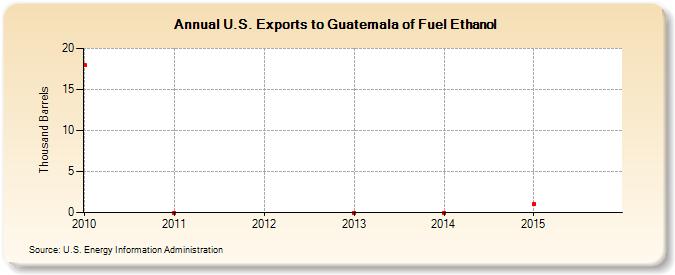 Annual U.S. Exports to Guatemala of Fuel Ethanol
Thousand Barrels
20
15
10
5
0
2010 2011 2012 2013 2014 2015
Source: U.S. Energy Information Administration